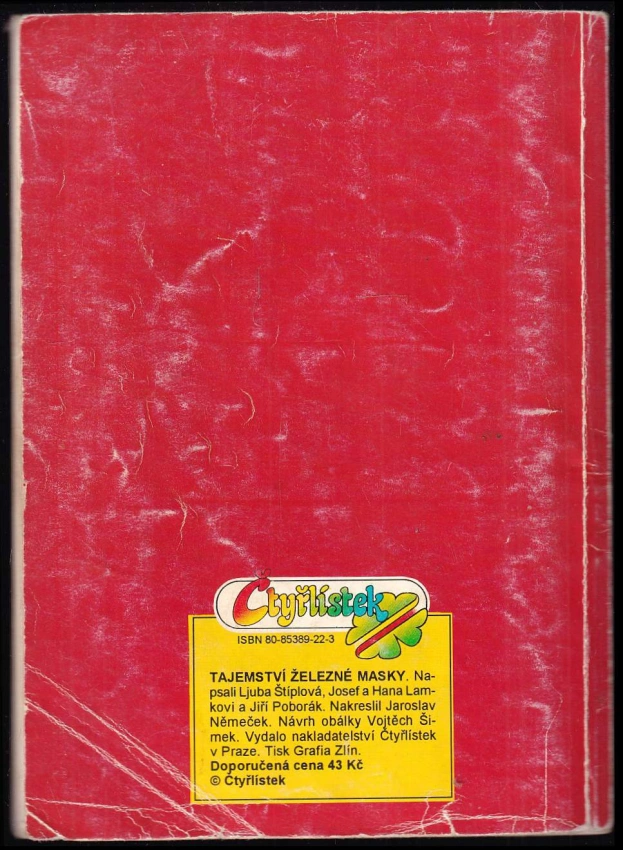 Čtyřlístek
ISBN 80-85389-22-3
TAJEMSTVÍ ŽELEZNÉ MASKY. Na-
psali Ljuba Štíplová, Josef a Hana Lam-
kovi a Jiří Poborák. Nakreslil Jaroslav
Němeček. Návrh obálky Vojtěch Ši-
mek. Vydalo nakladatelství Čtyřlístek
v Praze. Tisk Grafia Zlín.
Doporučená cena 43 Kč
© Čtyřlístek